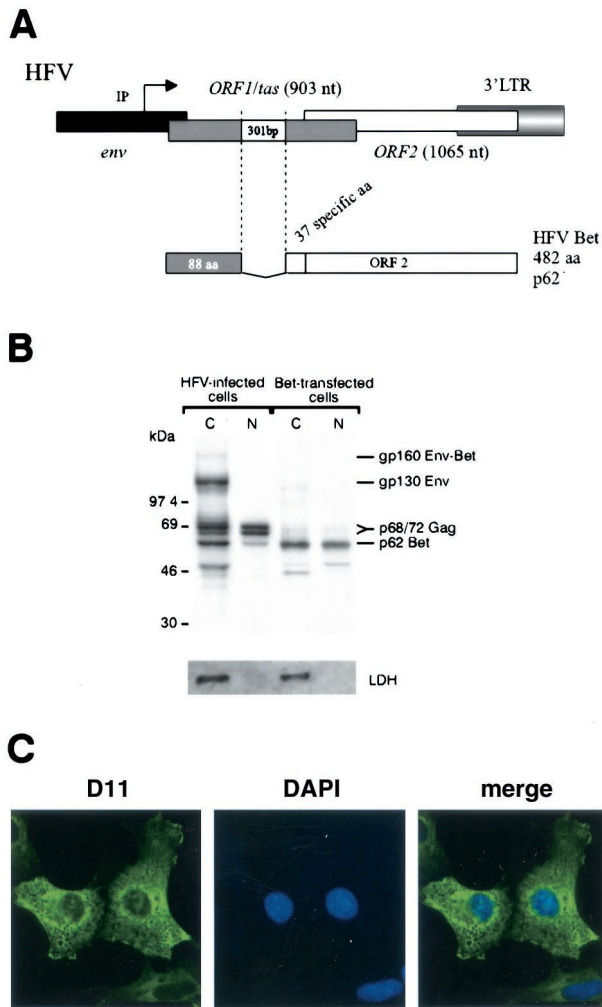 A
HFV
IP
ORF1/tas (903 nt)
3'LTR
301bp
env
ORF2 (1065 nt)
37 specific aa
88 aa
ORF 2
HFV Bet
482 aa
p62
B
HFV-infected cells
Bet-transfected cells
C N C N
kDa
gp160 Env-Bet
gp130 Env
97 4
69
p68/72 Gag
p62 Bet
46
30
LDH
C
D11 DAPI merge